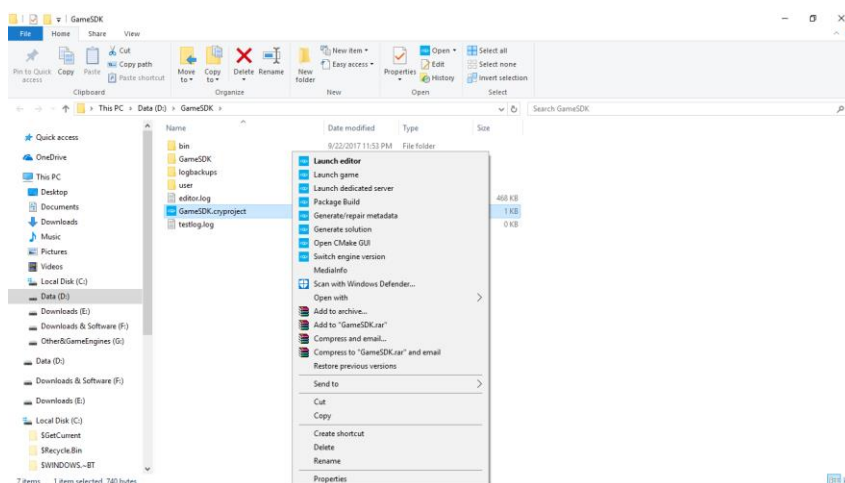 GameSDK
File Home Share View
Pin to Quick access
Copy
Paste
Cut
Copy path
Paste shortcut
Clipboard
Move to
Copy to
Delete
Rename
Organize
New folder
New item
Easy access
New
Properties
Open
Edit
History
Open
Select all
Select none
Invert selection
Select
This PC > Data (D:) > GameSDK >
Search GameSDK
Name Date modified Type Size
Quick access
OneDrive
This PC
Desktop
Documents
Downloads
Music
Pictures
Videos
Local Disk (C:)
Data (D:)
Downloads (E:)
Downloads & Software (F:)
Other&GameEngines (G:)
Data (D:)
Downloads & Software (F:)
Downloads (E:)
Local Disk (C:)
$GetCurrent
$Recycle.Bin
$WINDOWS.~BT
bin 9/22/2017 11:53 PM File folder
GameSDK
logbackups
user
editor.log 468 KB
GameSDK.cryproject 1 KB
testlog.log 0 KB
Launch editor
Launch game
Launch dedicated server
Package Build
Generate/repair metadata
Generate solution
Open CMake GUI
Switch engine version
MediaInfo
Scan with Windows Defender...
Open with
Add to archive...
Add to "GameSDK.rar"
Compress and email...
Compress to "GameSDK.rar" and email
Restore previous versions
Send to
Cut
Copy
Create shortcut
Delete
Rename
Properties
7 items 1 item selected 740 bytes